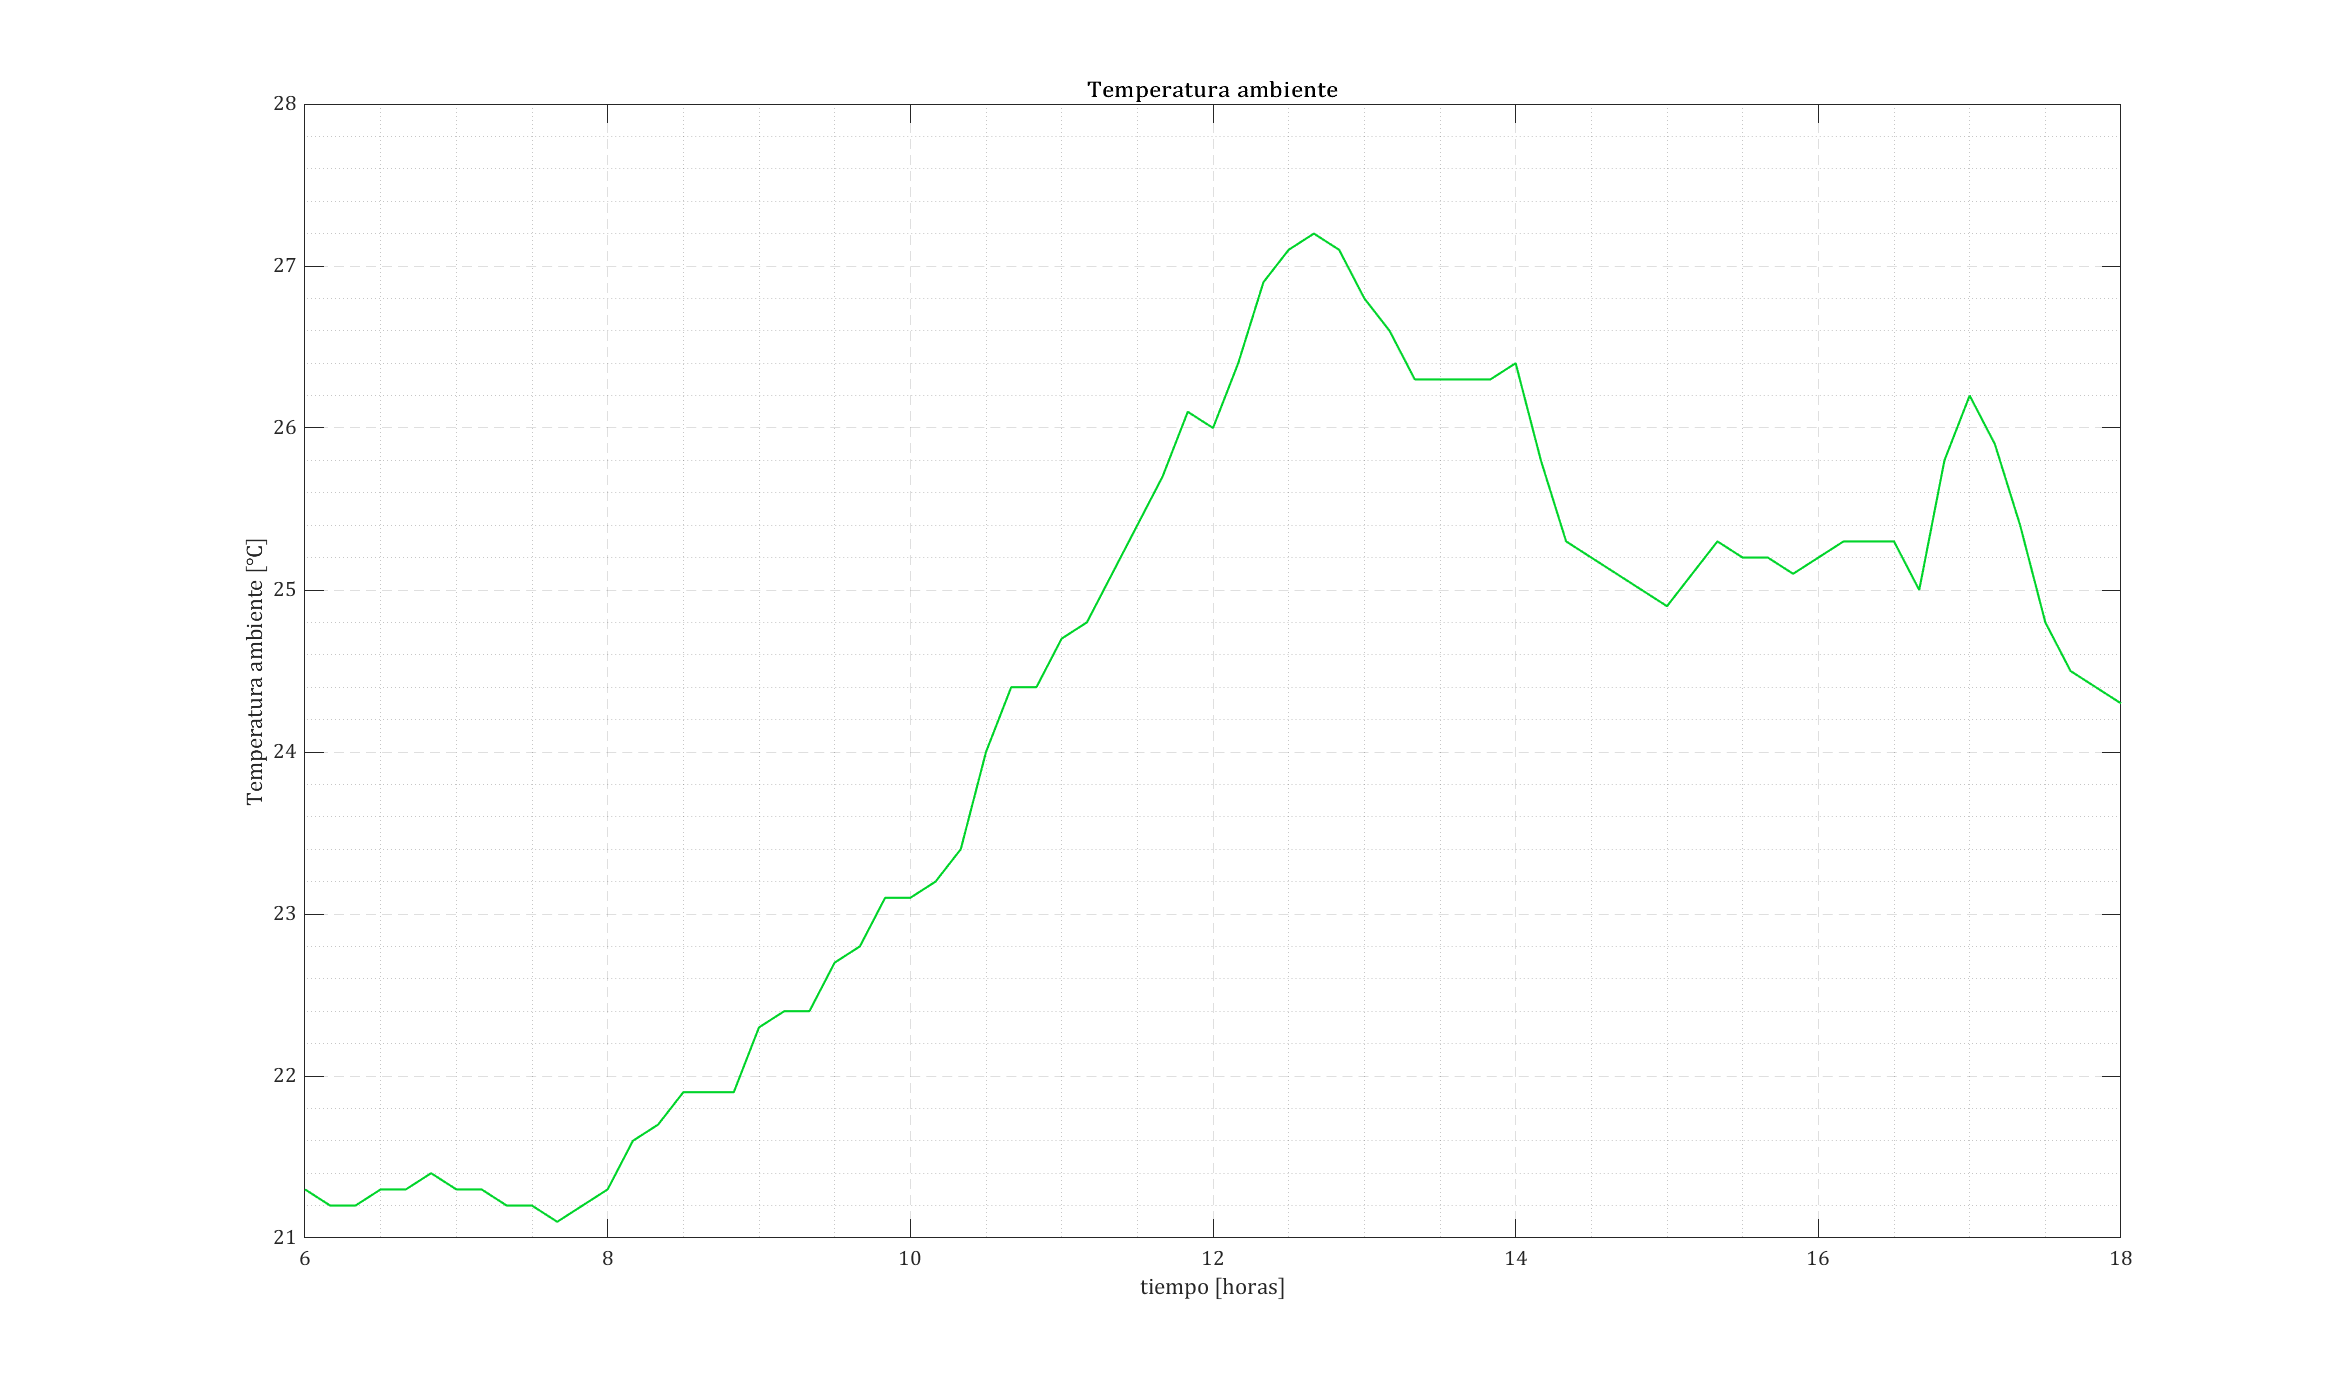 Temperatura ambiente
28
27
26
25
24
23
22
21
Temperatura ambiente [°C]
6 8 10 12 14 16 18
tiempo [horas]